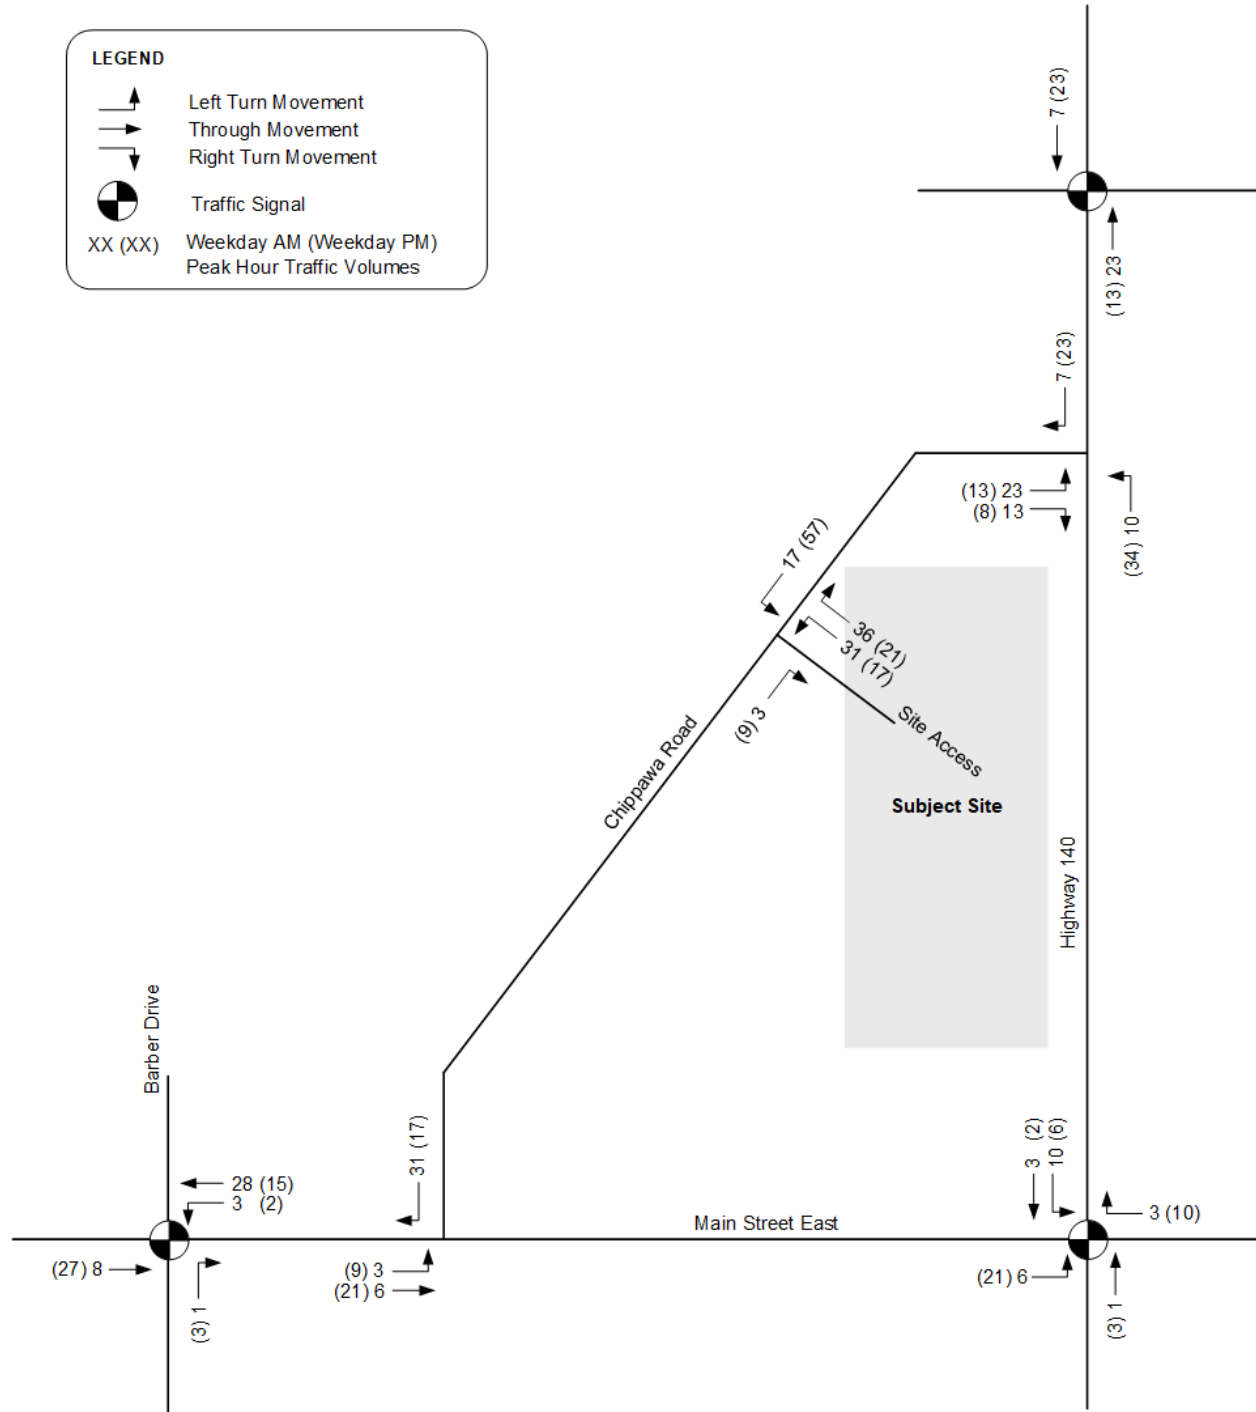 LEGEND
Left Turn Movement
Through Movement
Right Turn Movement
Traffic Signal
XX (XX) Weekday AM (Weekday PM)
Peak Hour Traffic Volumes
7 (23)
(13) 23
7 (23)
(13) 23
(8) 13
(34) 10
17 (57)
36 (21)
31 (17)
(9) 3
Site Access
Chippawa Road
Subject Site
Highway 140
Barber Drive
31 (17)
3 (2)
10 (6)
28 (15)
3 (2)
Main Street East
3 (10)
(27) 8
(3) 1
(9) 3
(21) 6
(21) 6
(3) 1